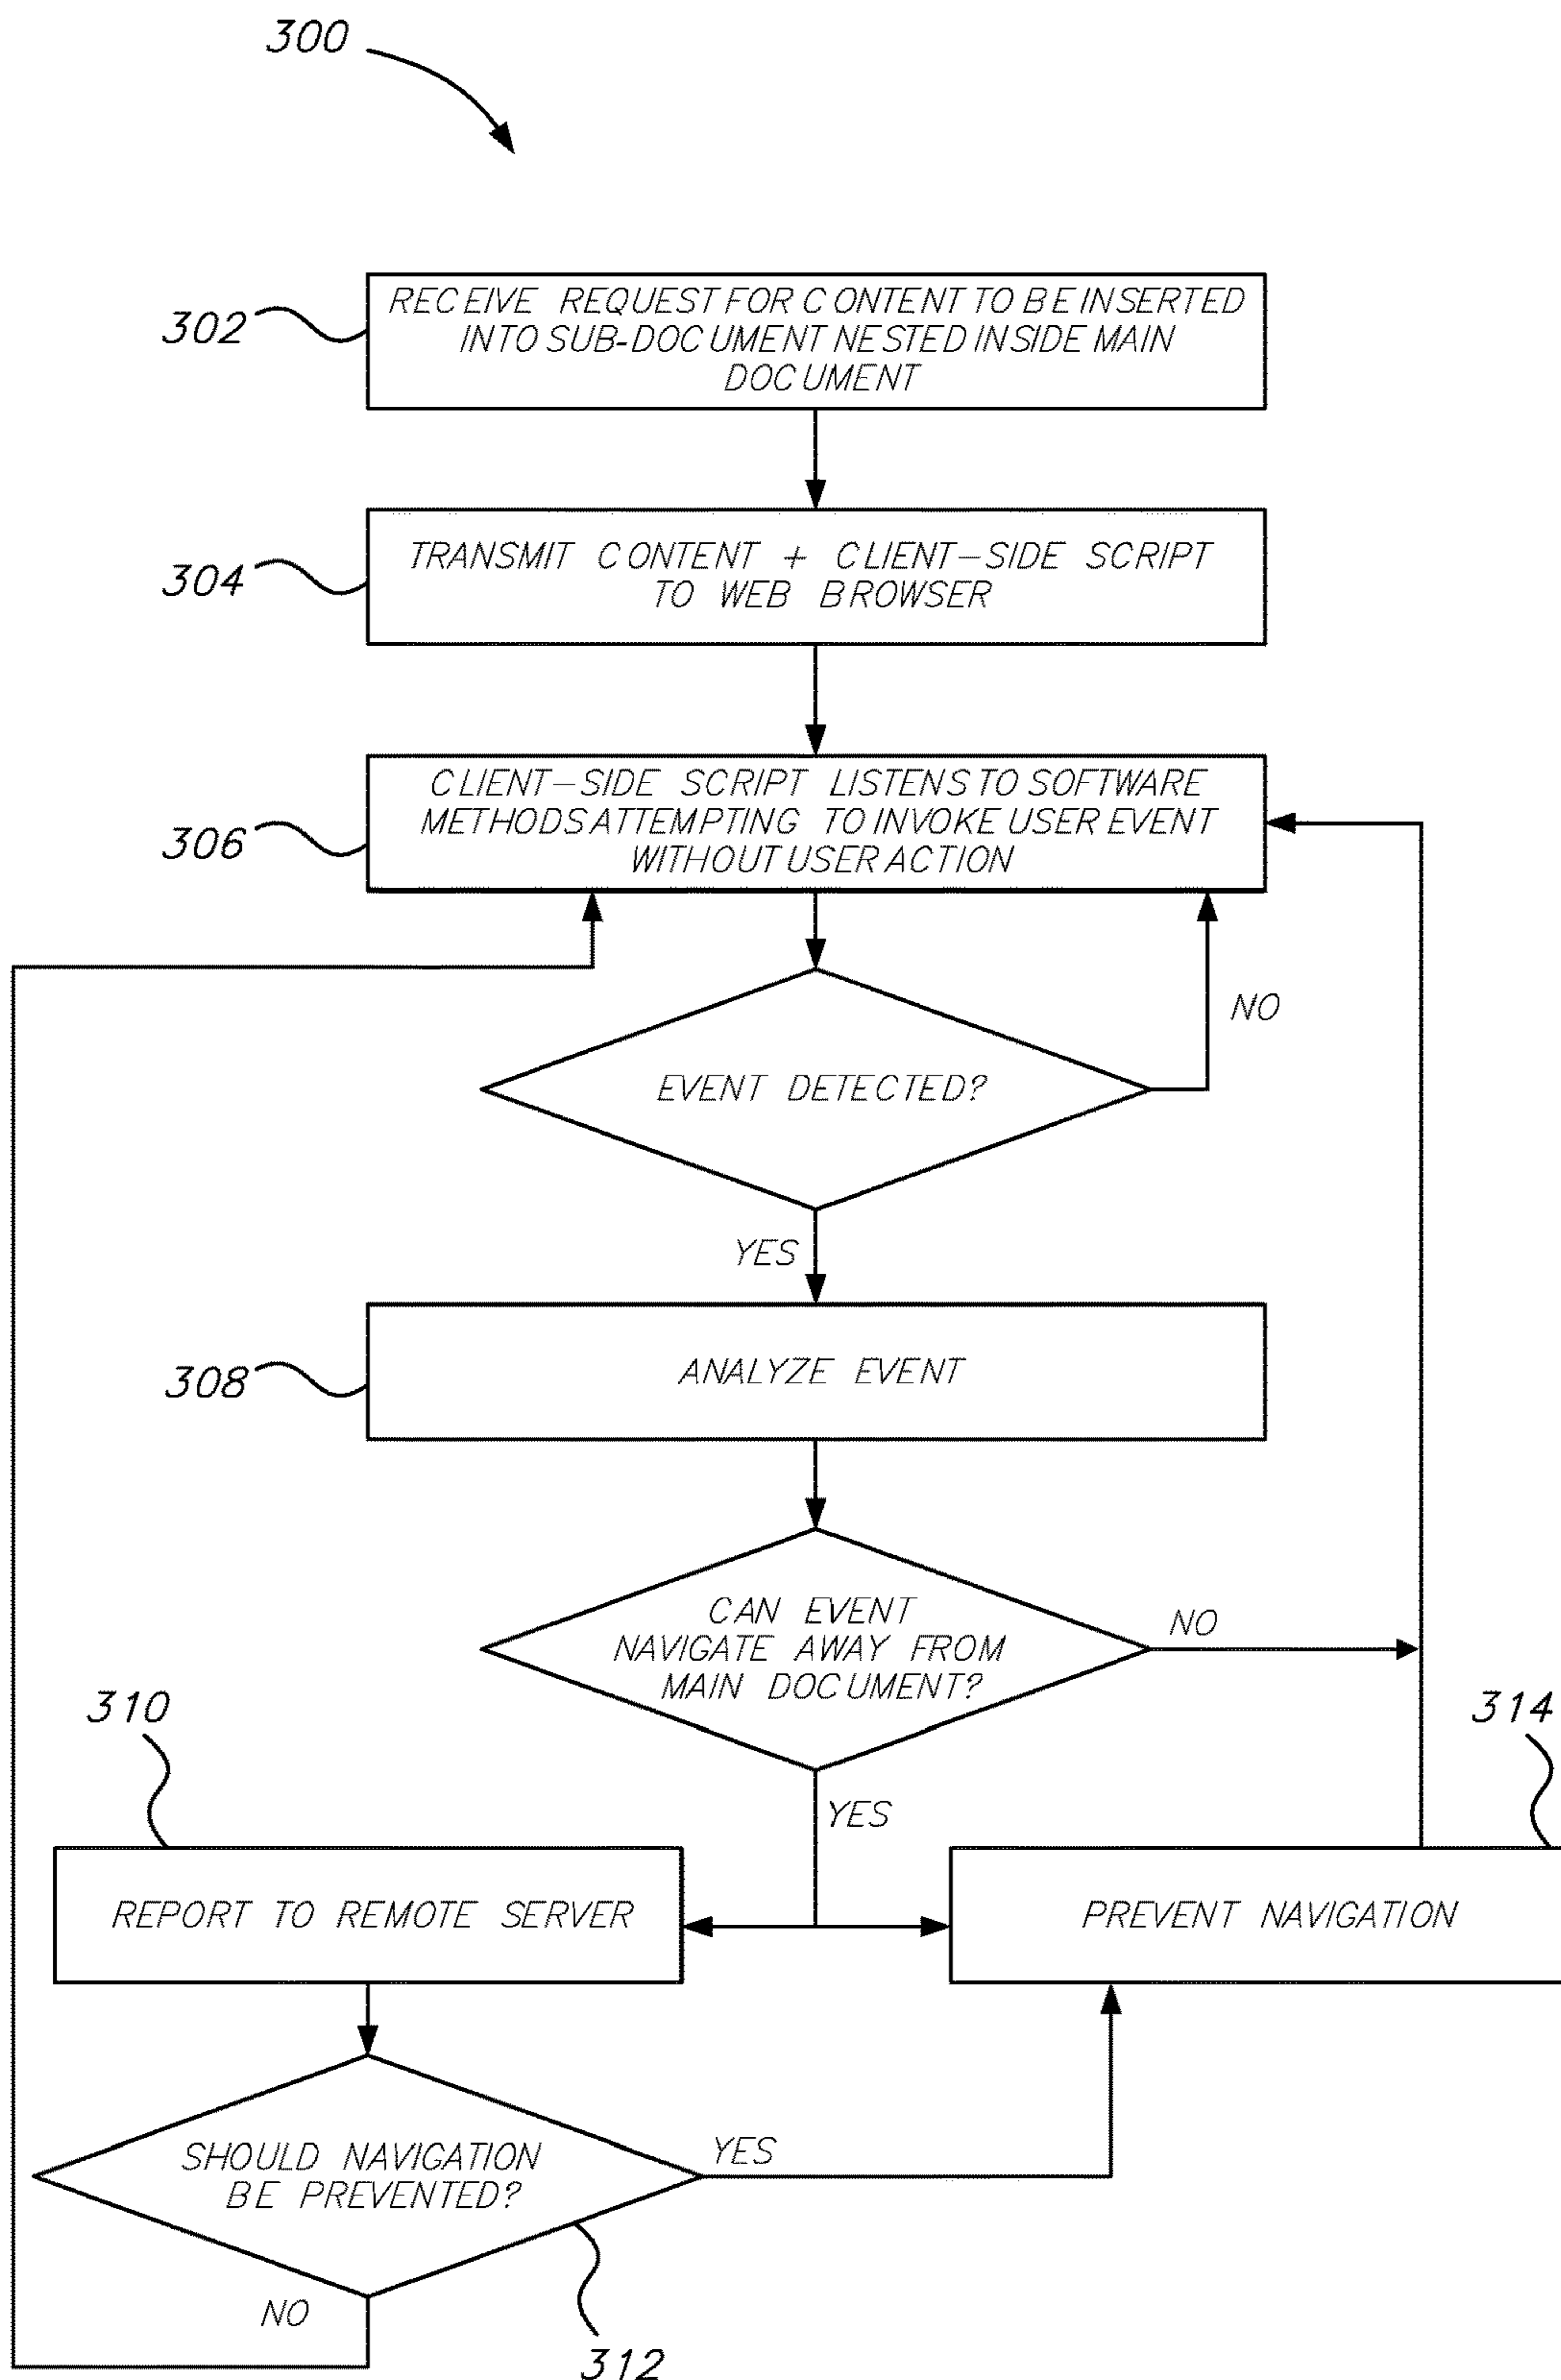 300
302
RECEIVE REQUEST FOR CONTENT TO BE INSERTED
INTO SUB-DOCUMENT NESTED INSIDE MAIN
DOCUMENT
304
TRANSMIT CONTENT + CLIENT-SIDE SCRIPT
TO WEB BROWSER
306
CLIENT-SIDE SCRIPT LISTENS TO SOFTWARE
METHODS ATTEMPTING TO INVOKE USER EVENT
WITHOUT USER ACTION
NO
EVENT DETECTED?
YES
308
ANALYZE EVENT
CAN EVENT
NAVIGATE AWAY FROM
MAIN DOCUMENT?
NO
310
314
YES
REPORT TO REMOTE SERVER
PREVENT NAVIGATION
SHOULD NAVIGATION
BE PREVENTED?
YES
NO
312